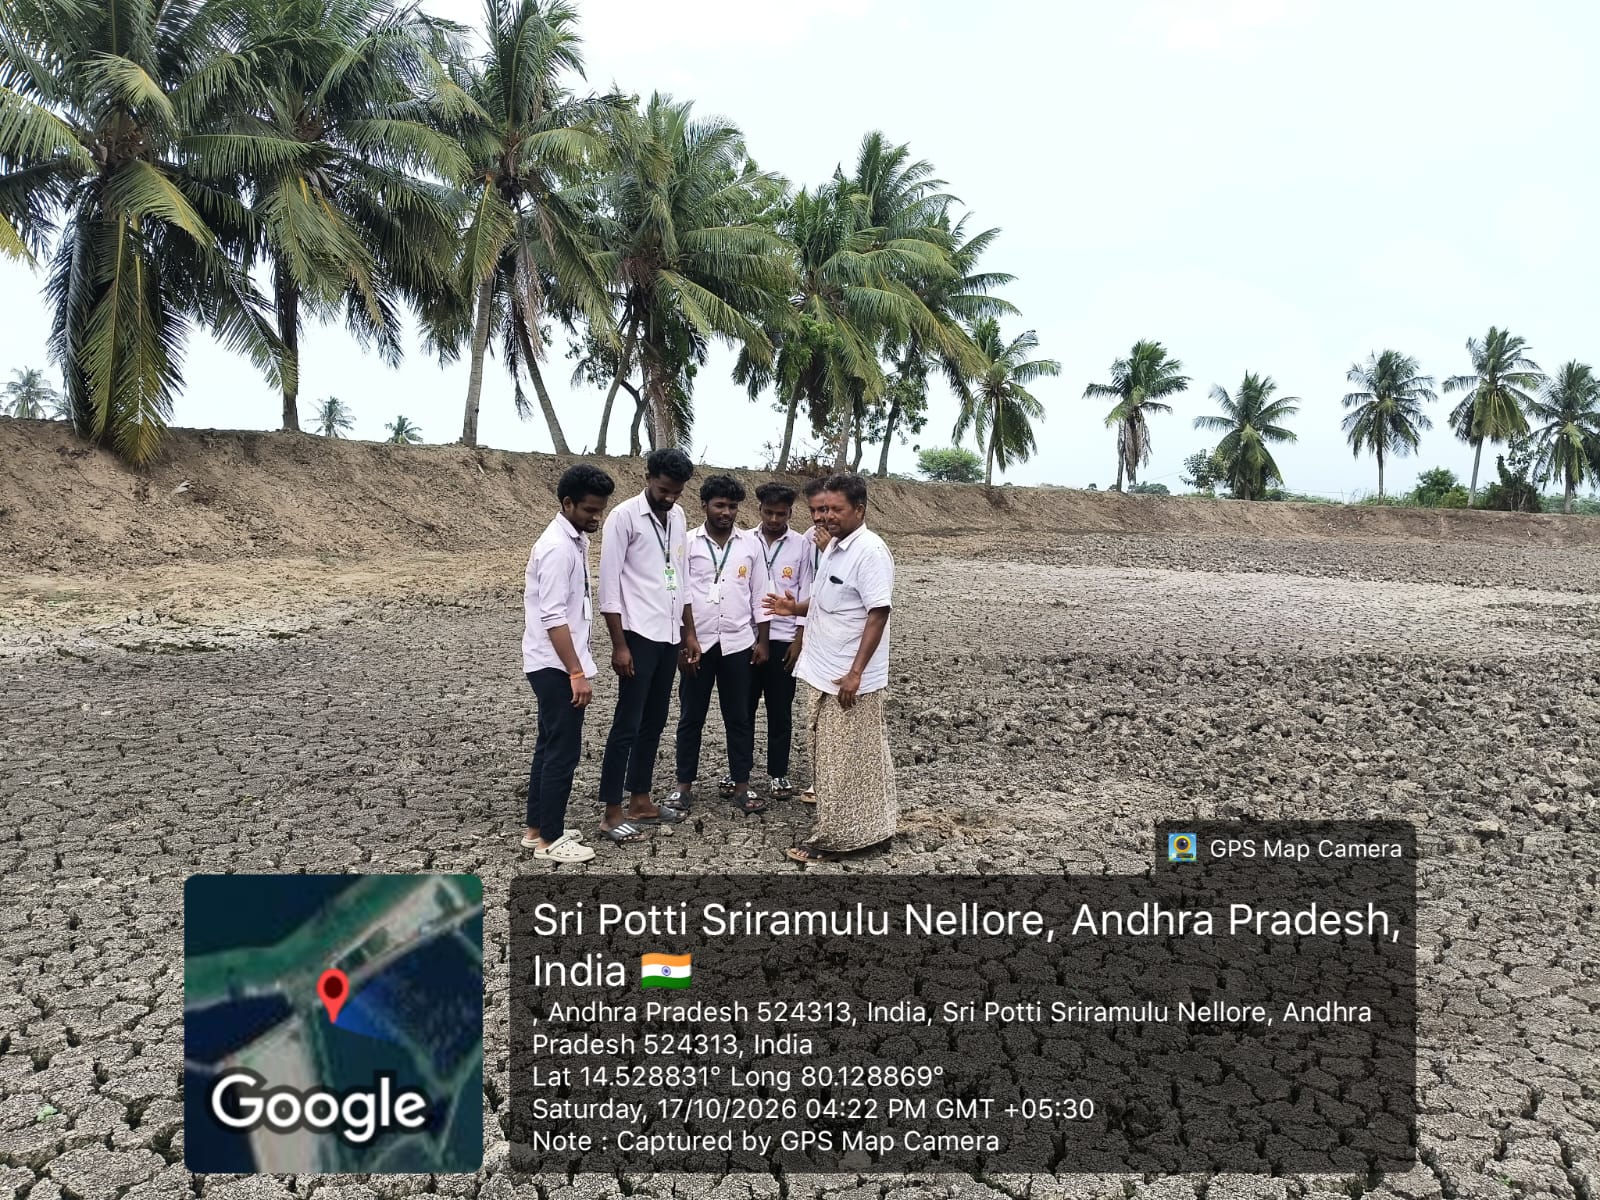 GPS Map Camera
Sri Potti Sriramulu Nellore, Andhra Pradesh,
India
, Andhra Pradesh 524313, India, Sri Potti Sriramulu Nellore, Andhra
Pradesh 524313, India
Lat 14.528831° Long 80.128869°
Saturday, 17/10/2026 04:22 PM GMT +05:30
Note : Captured by GPS Map Camera
Google